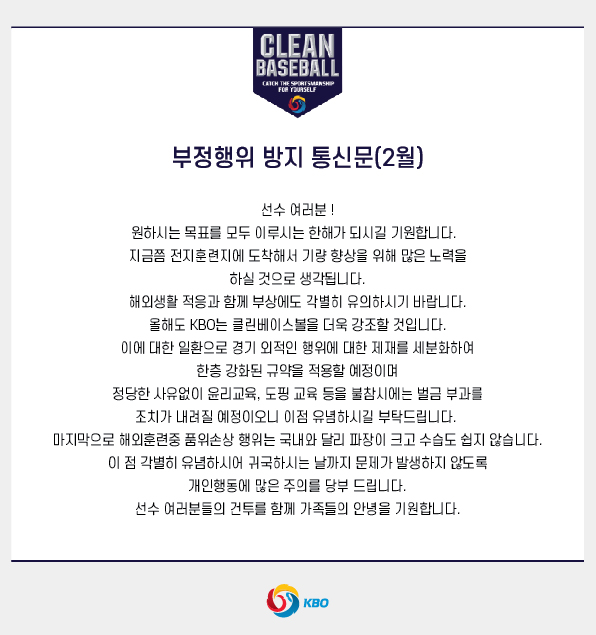 CLEAN
BASEBALL
CATCH THE SPORTSMANSHIP
FOR YOURSELF
부정행위 방지 통신문(2월)
선수 여러분 !
원하시는 목표를 모두 이루시는 한해가 되시길 기원합니다.
지금쯤 전지훈련지에 도착해서 기량 향상을 위해 많은 노력을
하실 것으로 생각됩니다.
해외생활 적응과 함께 부상에도 각별히 유의하시기 바랍니다.
올해도 KBO는 클린베이스볼을 더욱 강조할 것입니다.
이에 대한 일환으로 경기 외적인 행위에 대한 제재를 세분화하여
한층 강화된 규약을 적용할 예정이며
정당한 사유없이 윤리교육, 도핑 교육 등을 불참시에는 벌금 부과를
조치가 내려질 예정이오니 이점 유념하시길 부탁드립니다.
마지막으로 해외훈련중 품위손상 행위는 국내와 달리 파장이 크고 수습도 쉽지 않습니다.
이 점 각별히 유념하시어 귀국하시는 날까지 문제가 발생하지 않도록
개인행동에 많은 주의를 당부 드립니다.
선수 여러분들의 건투를 함께 가족들의 안녕을 기원합니다.
KBO